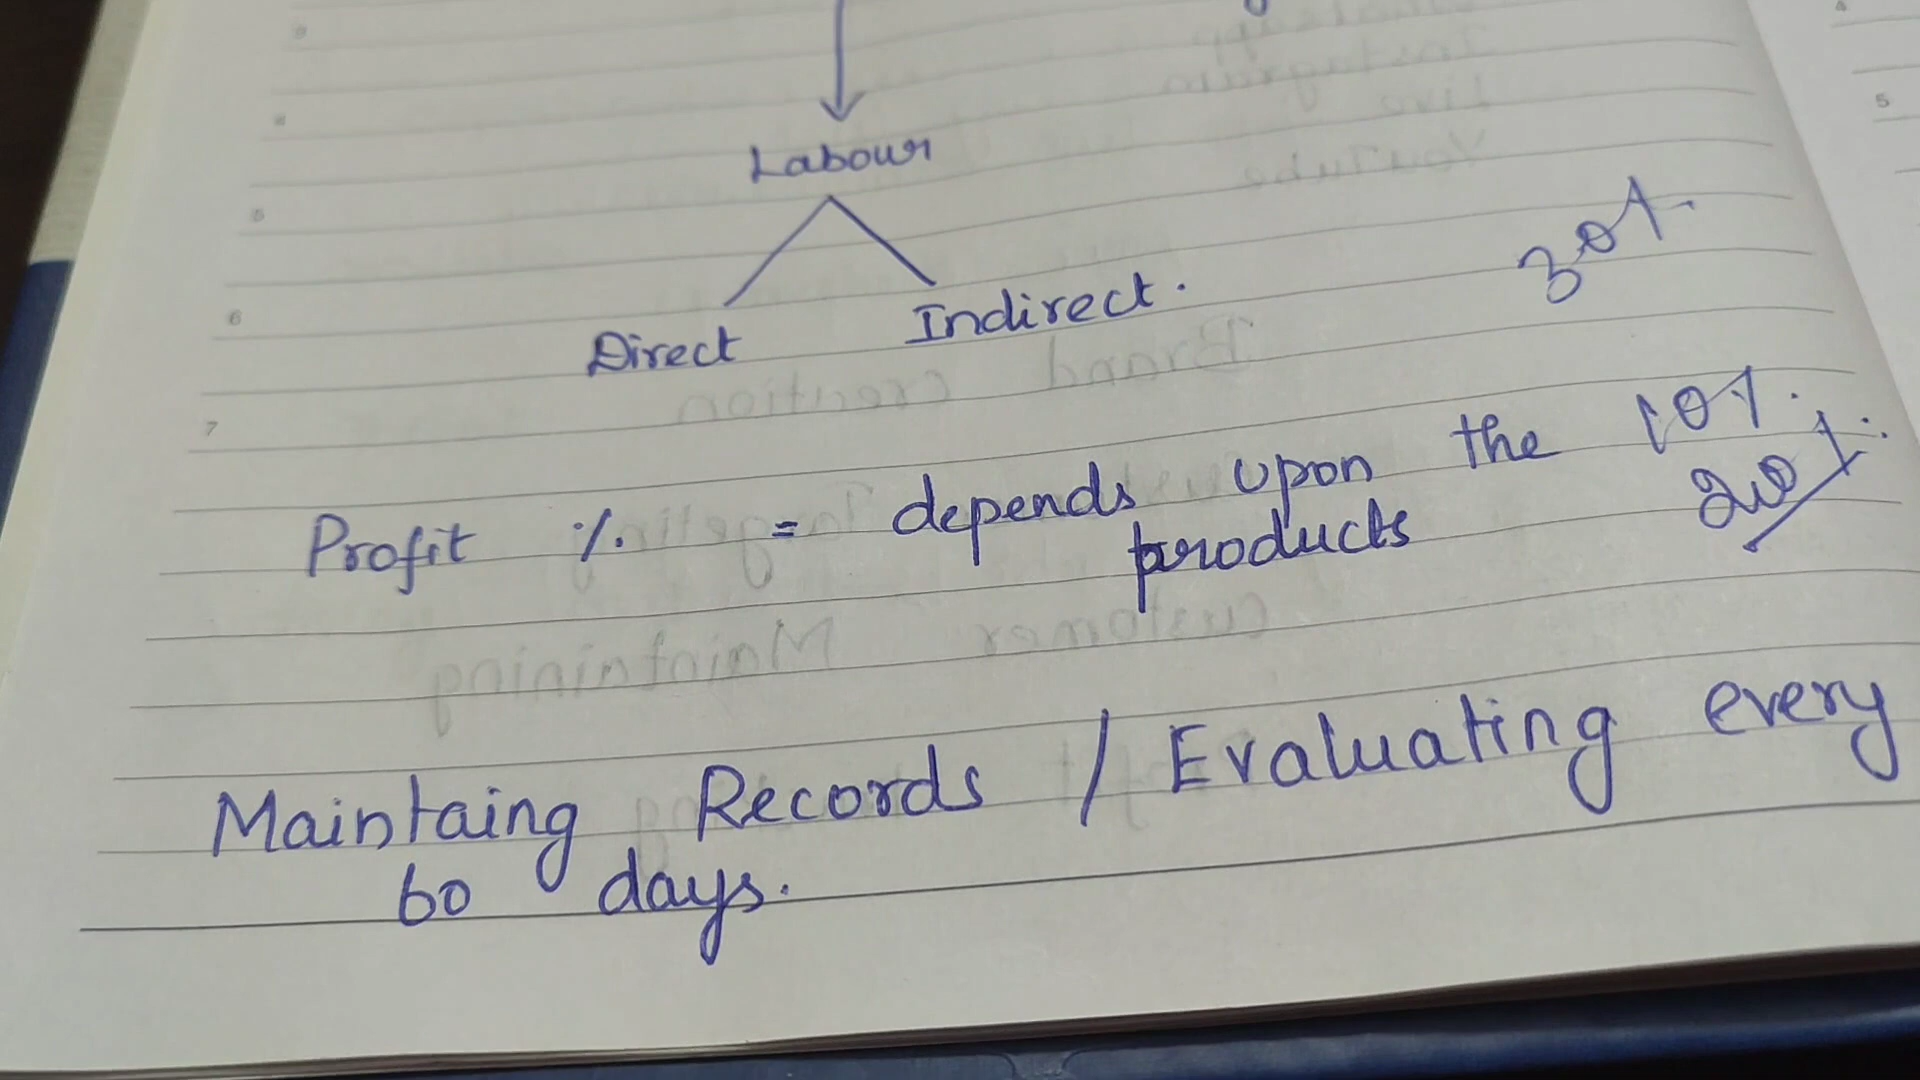 Labour
Direct Indirect.
30%.
Profit % = depends upon the 10%.
products 20%.
Maintaing Records / Evaluating every
60 days.